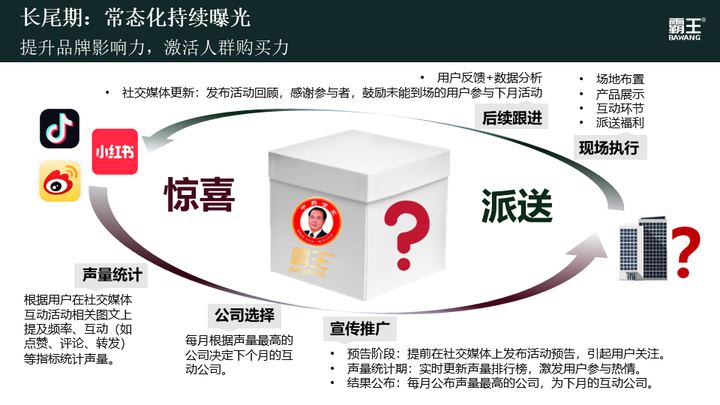 长尾期：常态化持续曝光
提升品牌影响力，激活人群购买力
霸王®
BAWANG
• 用户反馈+数据分析
• 社交媒体更新：发布活动回顾，感谢参与者，鼓励未能到场的用户参与下月活动
后续跟进
• 场地布置
• 产品展示
• 互动环节
• 派送福利
现场执行
小红书
惊喜
派送
霸王
BAWANG
?
?
声量统计
根据用户在社交媒体
互动活动相关图文上
提及频率、互动（如
点赞、评论、转发）
等指标统计声量。
公司选择
每月根据声量最高的
公司决定下个月的互
动公司。
宣传推广
• 预告阶段：提前在社交媒体上发布活动预告，引起用户关注。
• 声量统计期：实时更新声量排行榜，激发用户参与热情。
• 结果公布：每月公布声量最高的公司，为下月的互动公司。